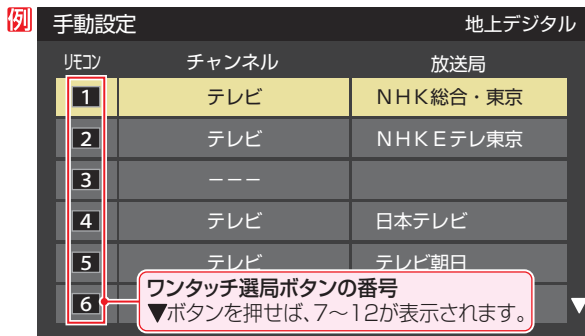 例
手動設定 地上デジタル
リモコン チャンネル 放送局
1 テレビ NHK総合・東京
2 テレビ NHKEテレ東京
3 −−−
4 テレビ 日本テレビ
5 テレビ テレビ朝日
6
ワンタッチ選局ボタンの番号
▼ボタンを押せば、7〜12が表示されます。
▼